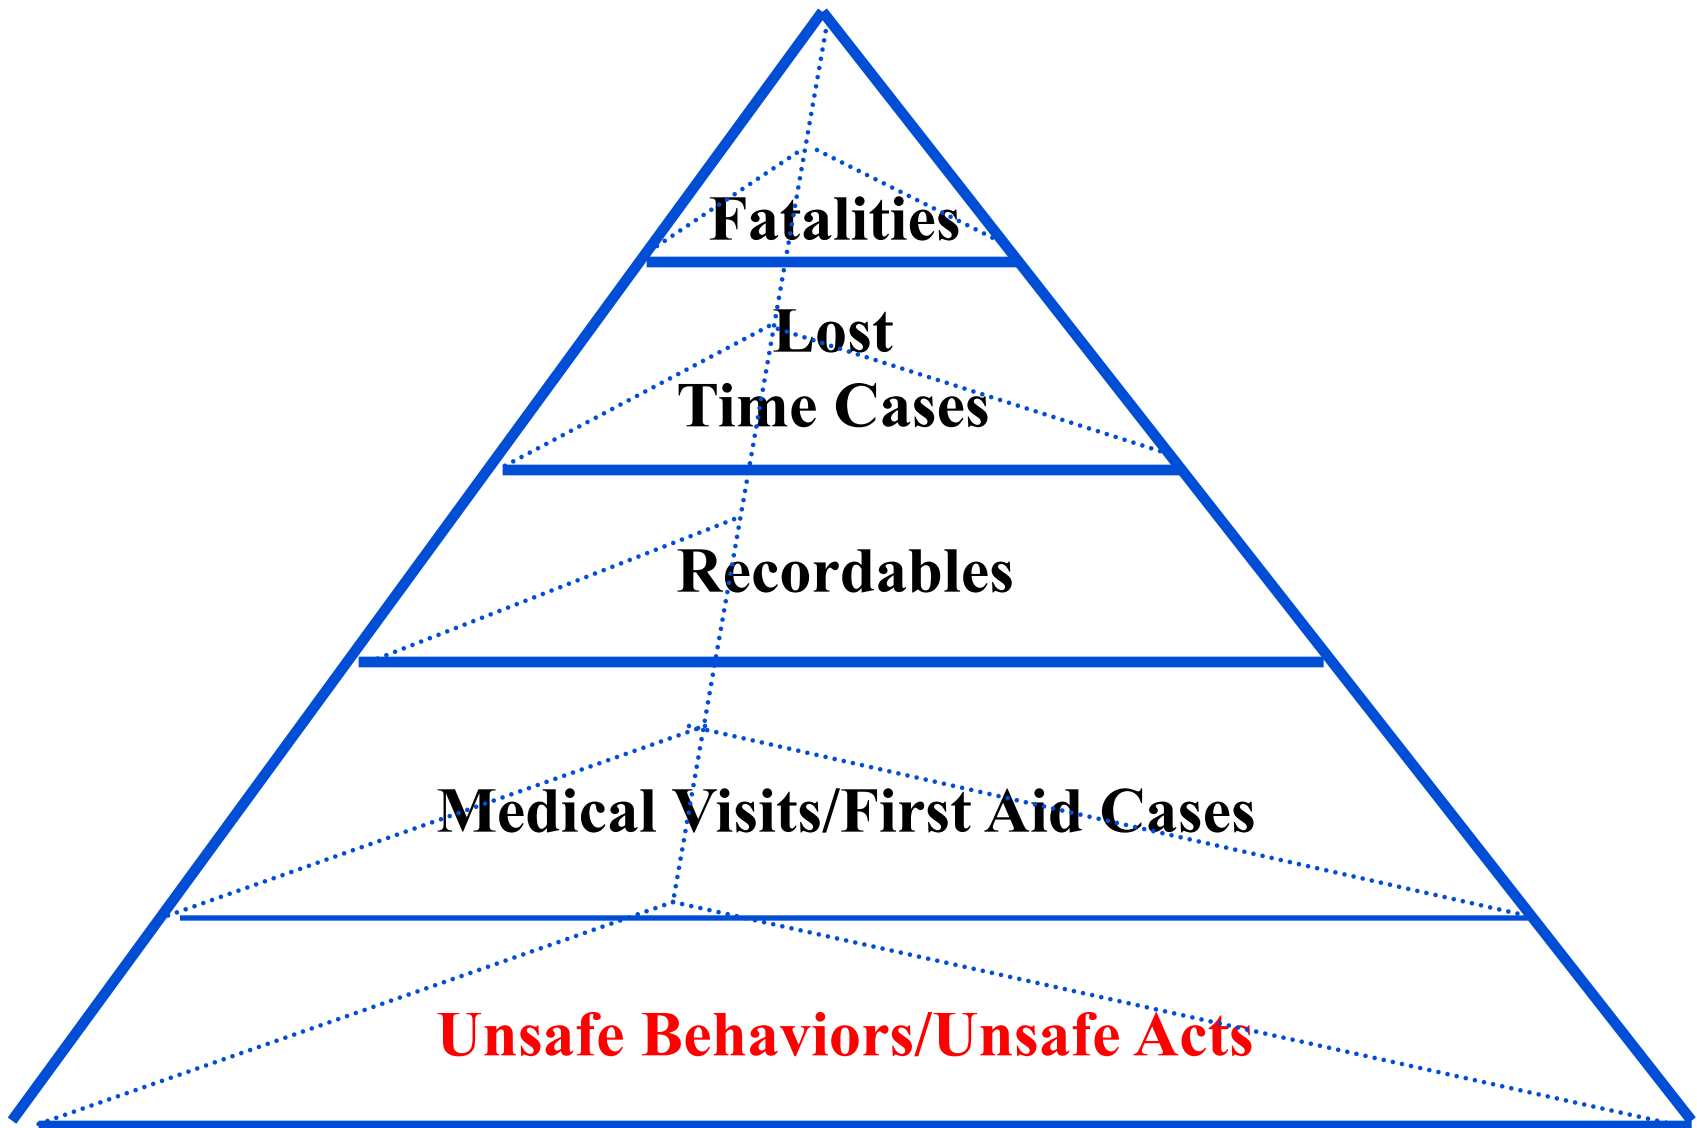 Fatalities
Lost
Time Cases
Recordables
Medical Visits/First Aid Cases
Unsafe Behaviors/Unsafe Acts